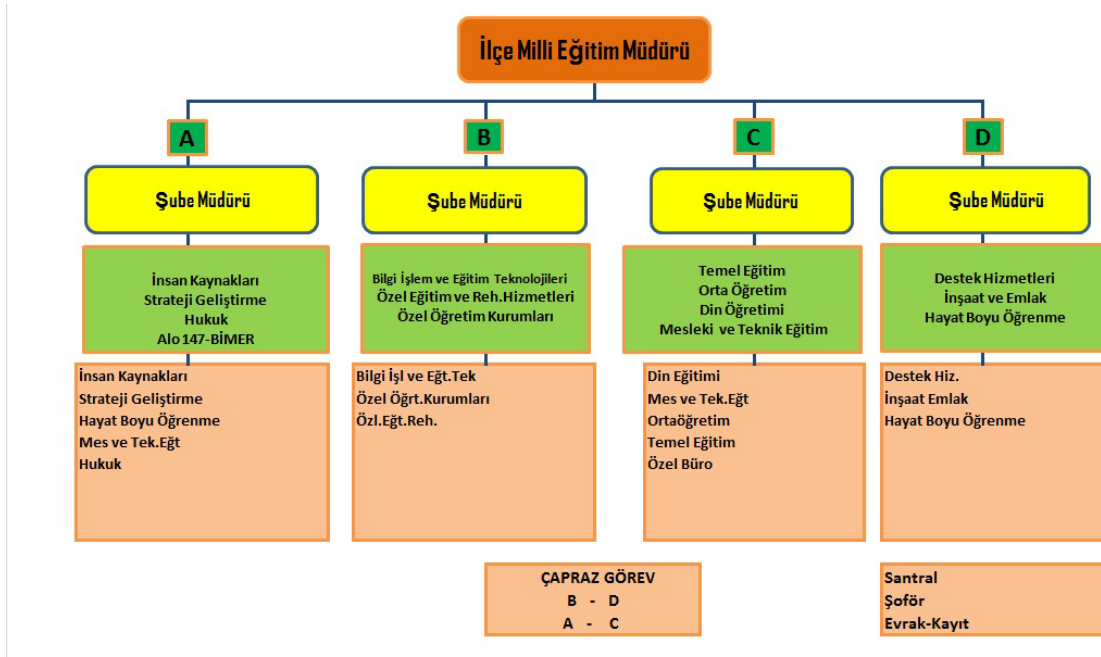 İlçe Milli Eğitim Müdürü
A
B
C
D
Şube Müdürü
Şube Müdürü
Şube Müdürü
Şube Müdürü
İnsan Kaynakları
Strateji Geliştirme
Hukuk
Alo 147-BİMER
Bilgi İşlem ve Eğitim Teknolojileri
Özel Eğitim ve Reh.Hizmetleri
Özel Öğretim Kurumları
Temel Eğitim
Orta Öğretim
Din Öğretimi
Mesleki ve Teknik Eğitim
Destek Hizmetleri
İnşaat ve Emlak
Hayat Boyu Öğrenme
İnsan Kaynakları
Strateji Geliştirme
Hayat Boyu Öğrenme
Mes ve Tek.Eğt
Hukuk
Bilgi İşl ve Eğt.Tek
Özel Öğrt.Kurumları
Özl.Eğt.Reh.
Din Eğitimi
Mes ve Tek.Eğt
Ortaöğretim
Temel Eğitim
Özel Büro
Destek Hiz.
İnşaat Emlak
Hayat Boyu Öğrenme
ÇAPRAZ GÖREV
B - D
A - C
Santral
Şoför
Evrak-Kayıt